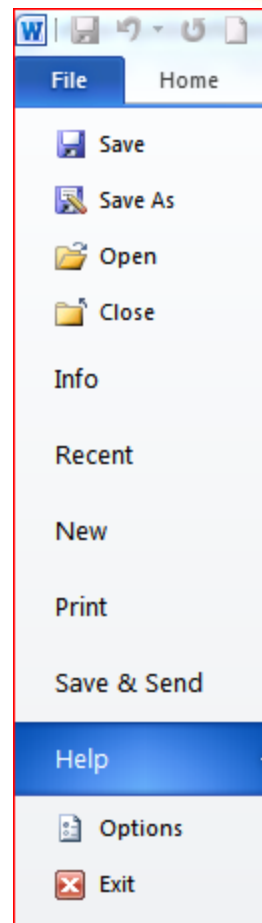 W
File Home
Save
Save As
Open
Close
Info
Recent
New
Print
Save & Send
Help
Options
Exit